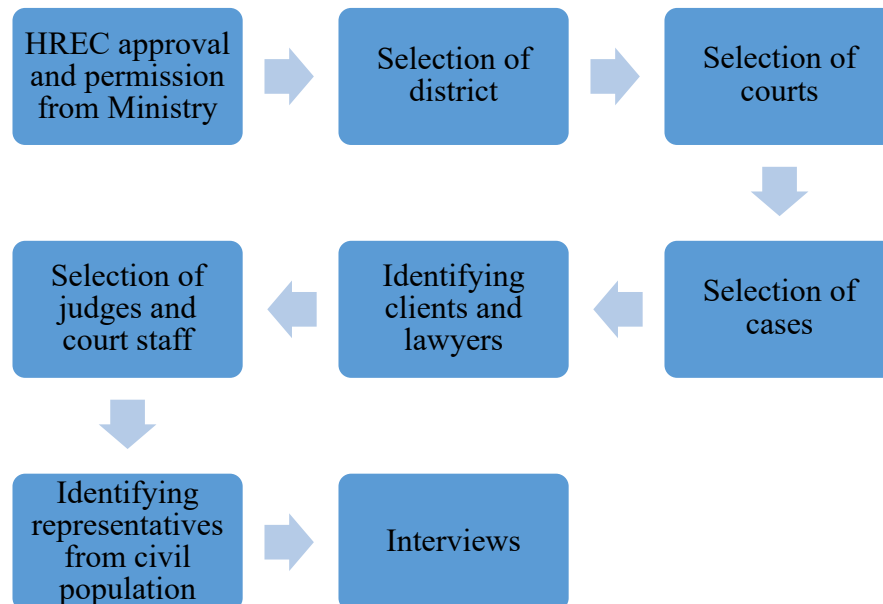 HREC approval
and permission
from Ministry
Selection of
district
Selection of
courts
Selection of
cases
Identifying
clients and
lawyers
Selection of
judges and
court staff
Identifying
representatives
from civil
population
Interviews